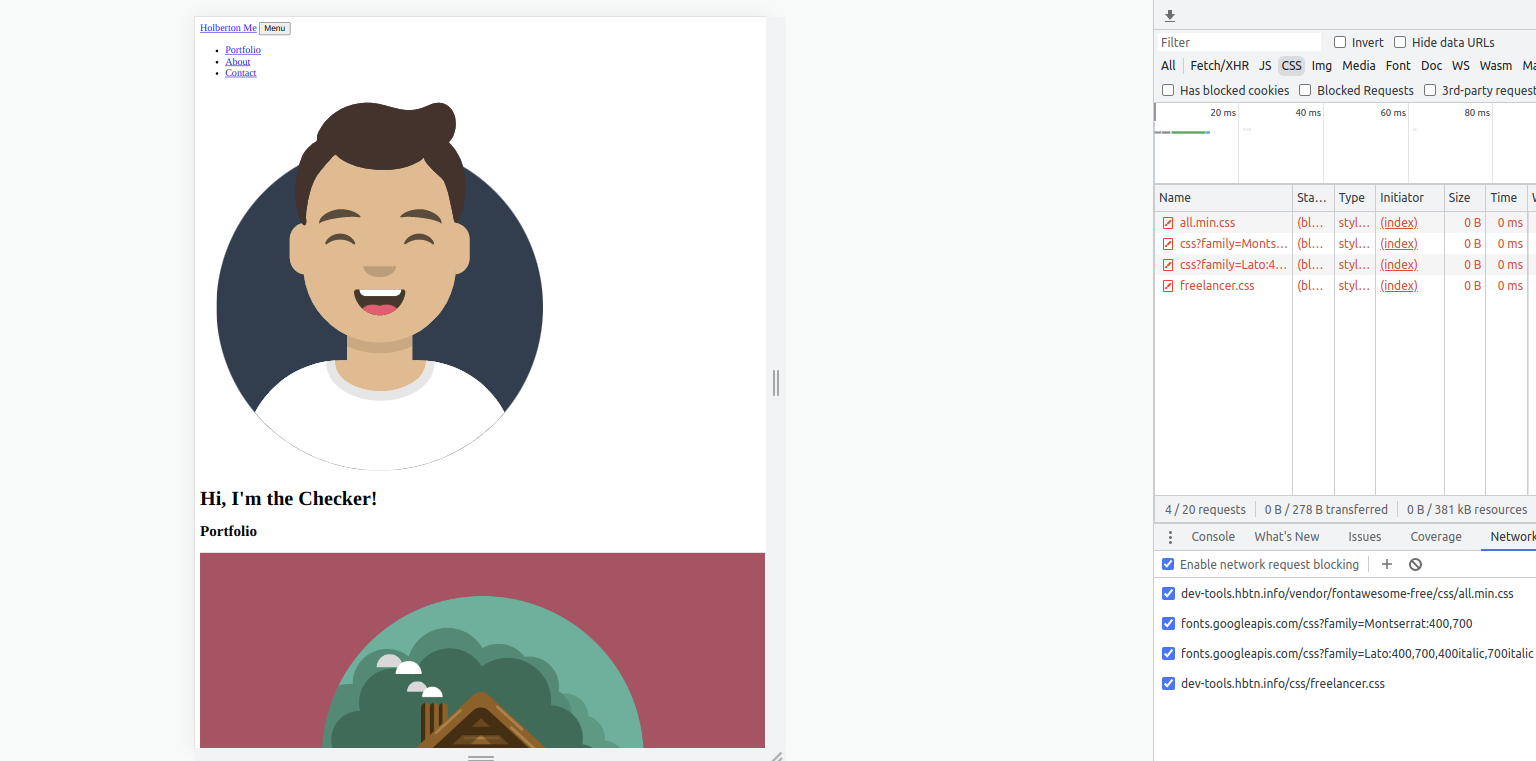 Holberton Me Menu
Portfolio
About
Contact
Hi, I'm the Checker!
Portfolio
Filter Invert Hide data URLs
All Fetch/XHR JS CSS Img Media Font Doc WS Wasm Ma
Has blocked cookies Blocked Requests 3rd-party request
20 ms 40 ms 60 ms 80 ms
Name Sta... Type Initiator Size Time W
all.min.css (bl... styl... (index) 0 B 0 ms
css?family=Monts... (bl... styl... (index) 0 B 0 ms
css?family=Lato:4... (bl... styl... (index) 0 B 0 ms
freelancer.css (bl... styl... (index) 0 B 0 ms
4 / 20 requests 0 B / 278 B transferred 0 B / 381 kB resources
Console What's New Issues Coverage Network
Enable network request blocking
dev-tools.hbtn.info/vendor/fontawesome-free/css/all.min.css
fonts.googleapis.com/css?family=Montserrat:400,700
fonts.googleapis.com/css?family=Lato:400,700,400italic,700italic
dev-tools.hbtn.info/css/freelancer.css